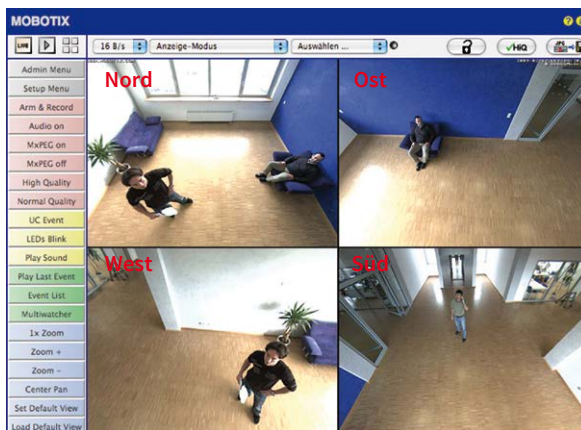 MOBOTIX
LIVE
16 B/s Anzeige-Modus Auswählen ... HiQ
Admin Menu
Setup Menu
Arm & Record
Audio on
MxPEG on
MxPEG off
High Quality
Normal Quality
UC Event
LEDs Blink
Play Sound
Play Last Event
Event List
Multiwatcher
1x Zoom
Zoom +
Zoom –
Center Pan
Set Default View
Load Default View
Nord
Ost
West
Süd